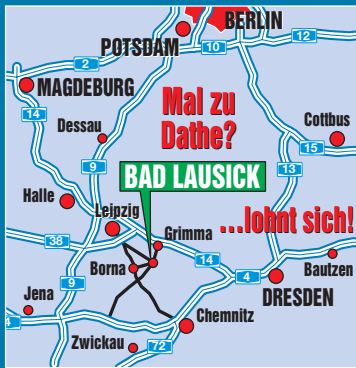 BERLIN
POTSDAM
10
12
2
MAGDEBURG
14
Mal zu
Dathe?
Dessau
Cottbus
15
9
13
BAD LAUSICK
Halle
Leipzig
...lohnt sich!
38
Grimma
14
Borna
4
Bautzen
9
Jena
DRESDEN
4
Chemnitz
Zwickau
72